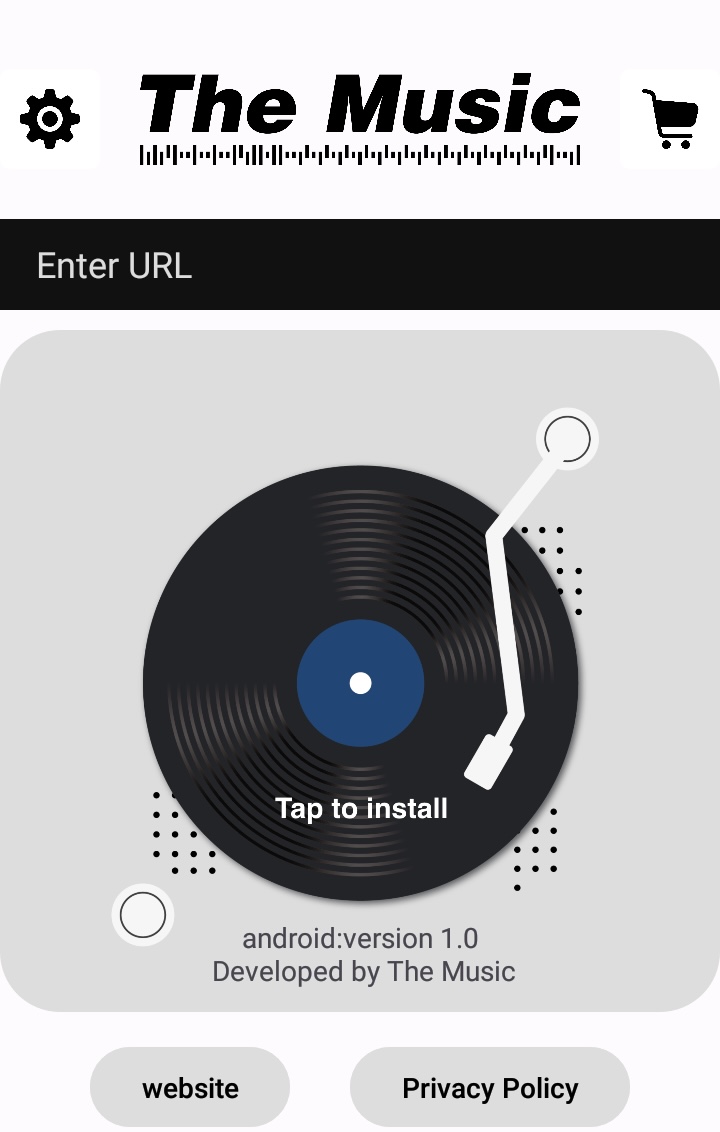 The Music
Enter URL
Tap to install
android:version 1.0
Developed by The Music
website
Privacy Policy